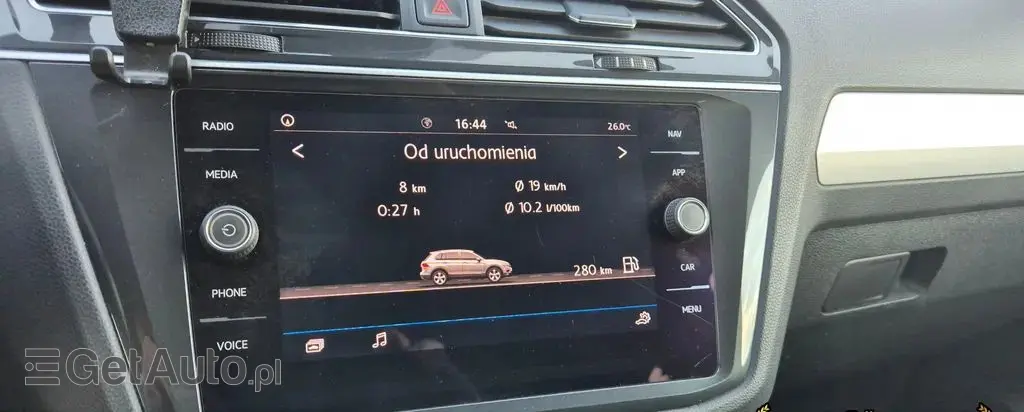 RADIO
MEDIA
PHONE
VOICE
16:44
26.0°C
< Od uruchomienia >
8 km
Ø 19 km/h
0:27 h
Ø 10.2 l/100km
280 km
NAV
APP
CAR
MENU
GetAuto.pl